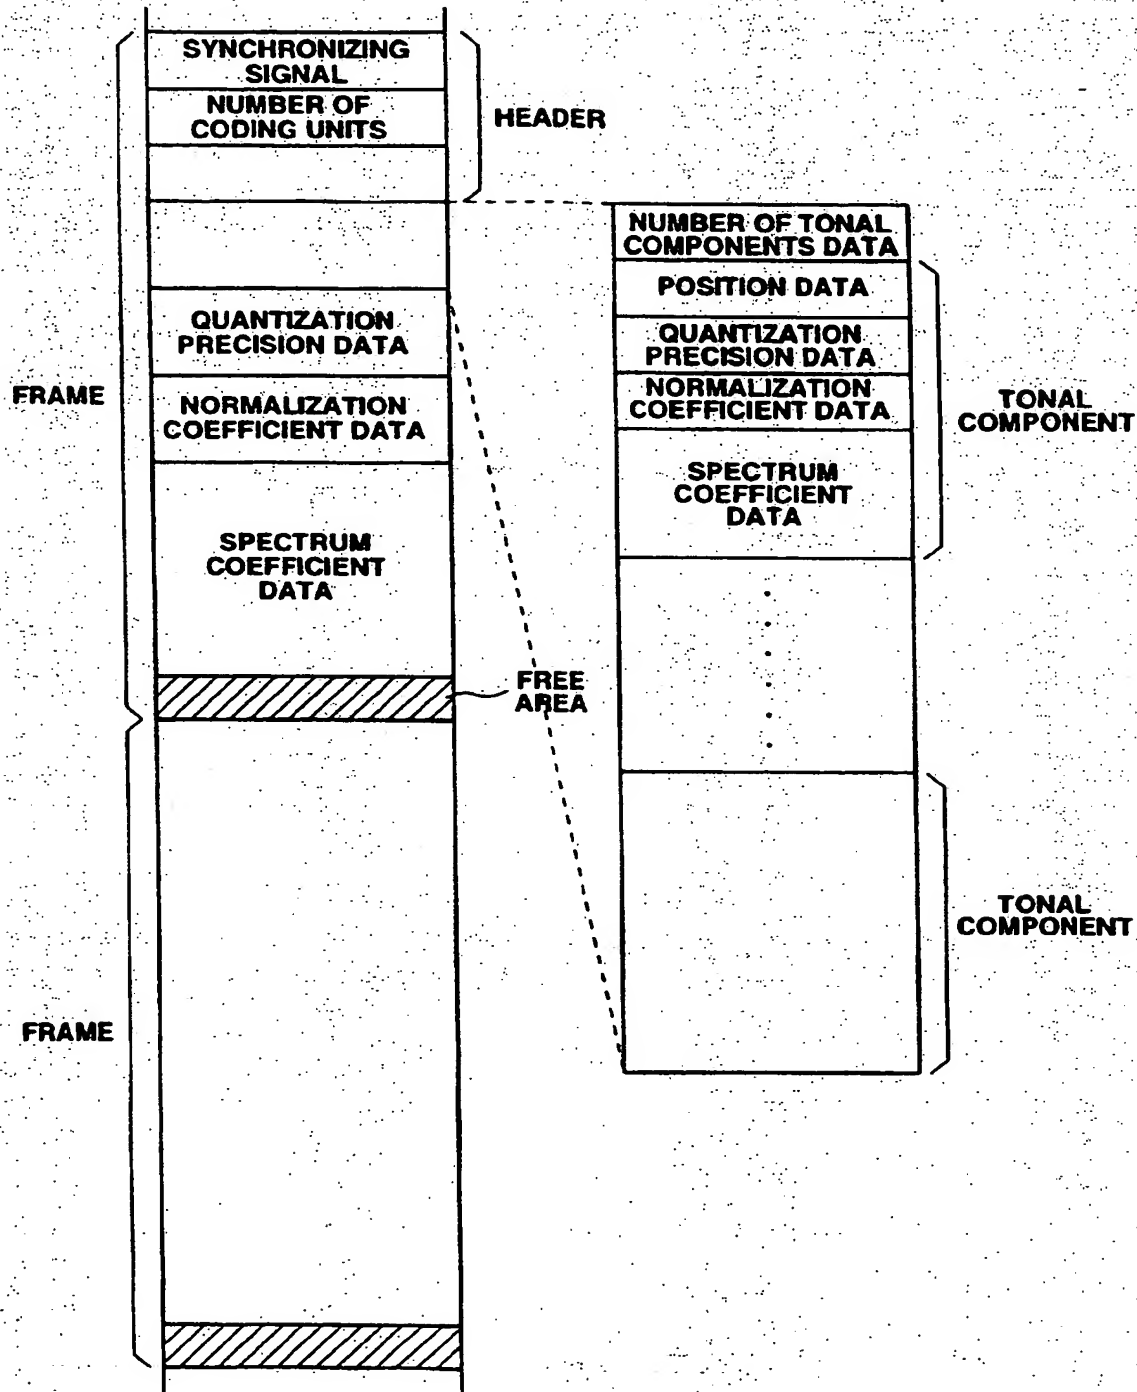 SYNCHRONIZING
SIGNAL
NUMBER OF
CODING UNITS
HEADER
QUANTIZATION
PRECISION DATA
NORMALIZATION
COEFFICIENT DATA
SPECTRUM
COEFFICIENT
DATA
FRAME
FREE
AREA
FRAME
NUMBER OF TONAL
COMPONENTS DATA
POSITION DATA
QUANTIZATION
PRECISION DATA
NORMALIZATION
COEFFICIENT DATA
SPECTRUM
COEFFICIENT
DATA
TONAL
COMPONENT
TONAL
COMPONENT